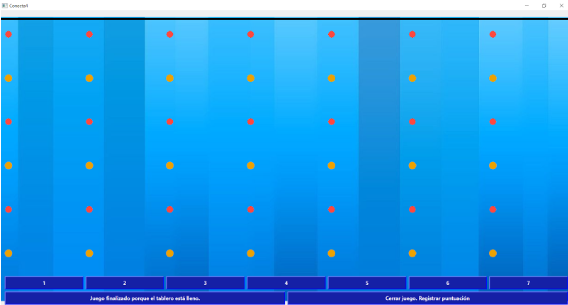 Conecta4
1 2 3 4 5 6 7
Juego finalizado porque el tablero está lleno. Cerrar juego. Registrar puntuación